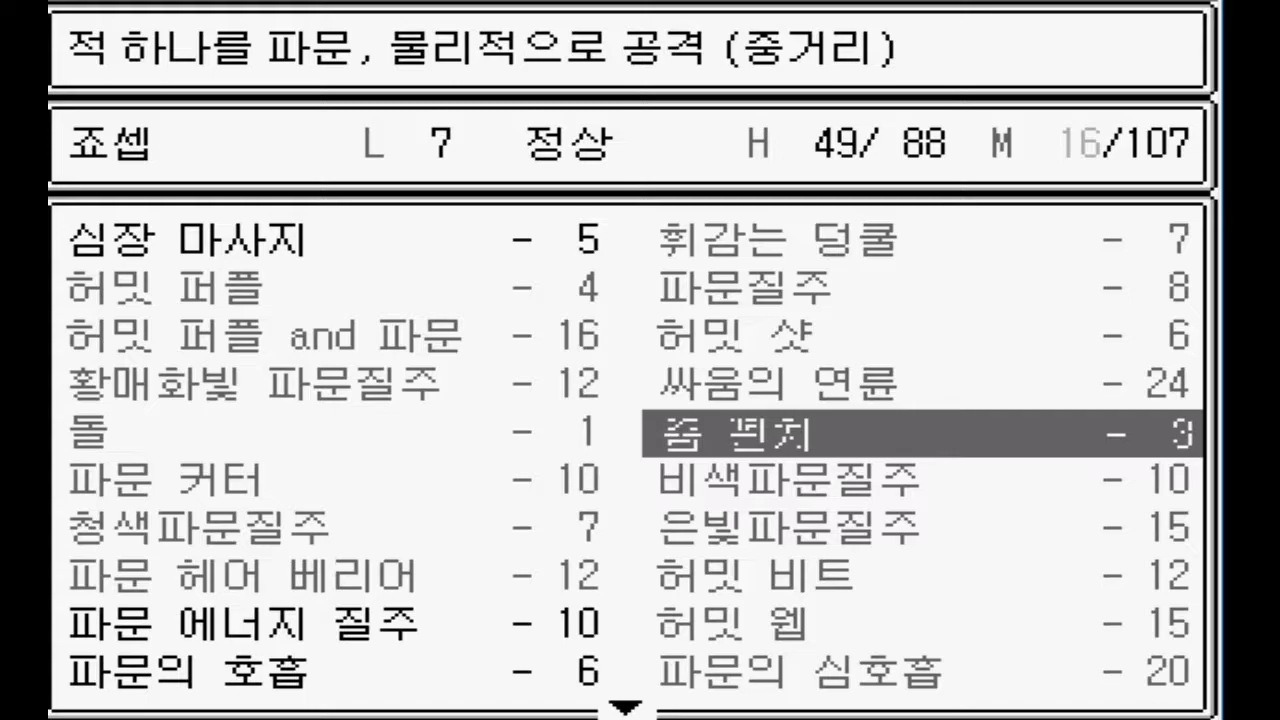 적 하나를 파문, 물리적으로 공격 (중거리)
죠셉 L 7 정상 H 49/ 88 M 16/107
심장 마사지 - 5 휘감는 덩쿨 - 7
허밋 퍼플 - 4 파문질주 - 8
허밋 퍼플 and 파문 - 16 허밋 샷 - 6
황매화빛 파문질주 - 12 싸움의 연륜 - 24
돌 - 1 줌 펀치 - 3
파문 커터 - 10 비색파문질주 - 10
청색파문질주 - 7 은빛파문질주 - 15
파문 헤어 베리어 - 12 허밋 비트 - 12
파문 에너지 질주 - 10 허밋 웹 - 15
파문의 호흡 - 6 파문의 심호흡 - 20